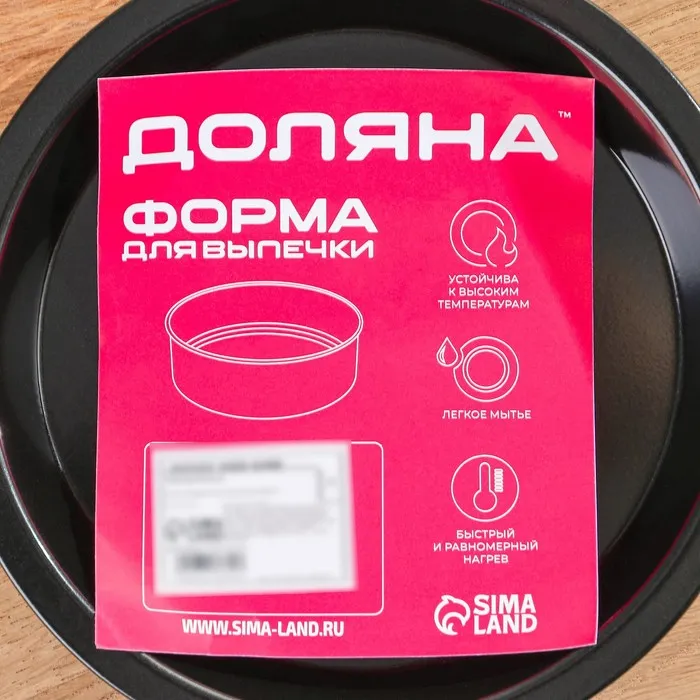 ДОЛЯНА™
ФОРМА
ДЛЯ ВЫПЕЧКИ
УСТОЙЧИВА
К ВЫСОКИМ
ТЕМПЕРАТУРАМ
ЛЕГКОЕ МЫТЬЕ
БЫСТРЫЙ
И РАВНОМЕРНЫЙ
НАГРЕВ
WWW.SIMA-LAND.RU
SIMA
LAND